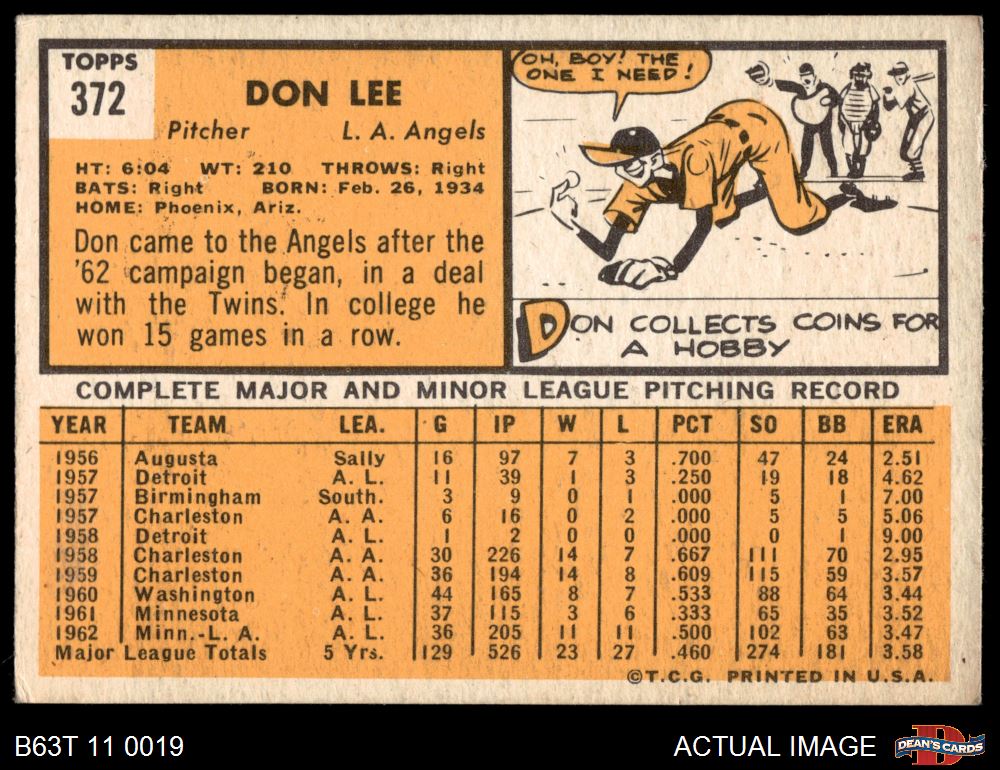 TOPPS
372
DON LEE
Pitcher L. A. Angels
HT: 6:04 WT: 210 THROWS: Right
BATS: Right BORN: Feb. 26, 1934
HOME: Phoenix, Ariz.
Don came to the Angels after the
'62 campaign began, in a deal
with the Twins. In college he
won 15 games in a row.
OH, BOY! THE
ONE I NEED!
DON COLLECTS COINS FOR
A HOBBY
COMPLETE MAJOR AND MINOR LEAGUE PITCHING RECORD
YEAR TEAM LEA. G IP W L PCT SO BB ERA
1956 Augusta Sally 16 97 7 3 .700 47 24 2.51
1957 Detroit A. L. 11 39 1 3 .250 19 18 4.62
1957 Birmingham South. 3 9 0 1 .000 5 1 7.00
1957 Charleston A. A. 6 16 0 2 .000 5 5 5.06
1958 Detroit A. L. 1 2 0 0 .000 0 1 9.00
1958 Charleston A. A. 30 226 14 7 .667 111 70 2.95
1959 Charleston A. A. 36 194 14 8 .609 115 59 3.57
1960 Washington A. L. 44 165 8 7 .533 88 64 3.44
1961 Minnesota A. L. 37 115 3 6 .333 65 35 3.52
1962 Minn.-L. A. A. L. 36 205 11 11 .500 102 63 3.47
Major League Totals 5 Yrs. 129 526 23 27 .460 274 181 3.58
©T.C.G. PRINTED IN U.S.A.
B63T 11 0019
ACTUAL IMAGE
D
DEAN'S CARDS